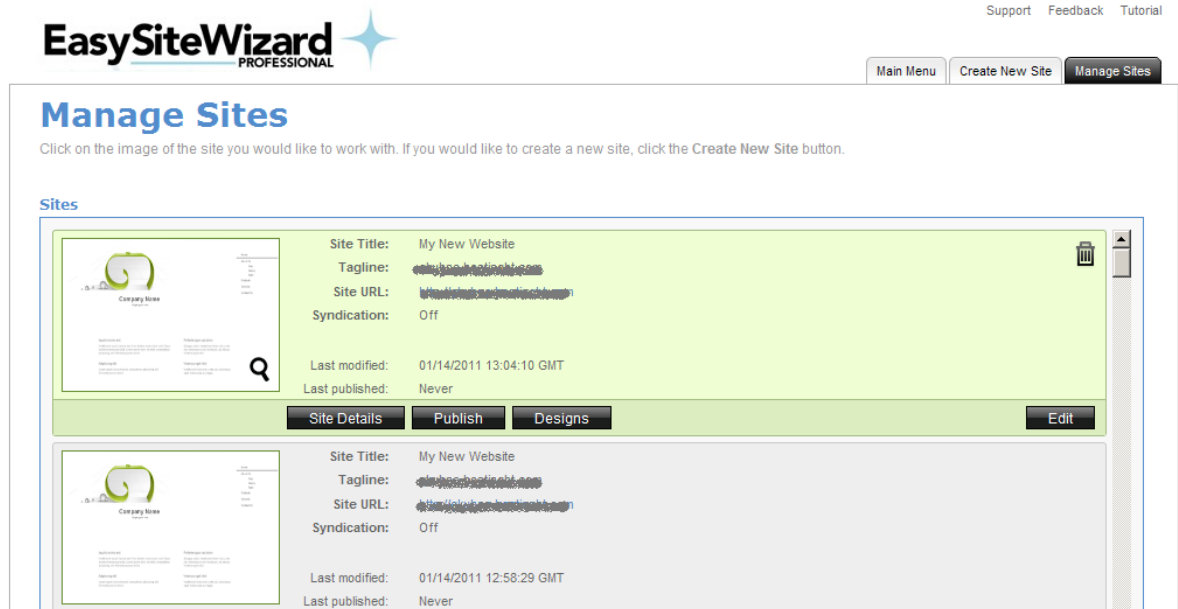 Support Feedback Tutorial
EasySiteWizard
PROFESSIONAL
Main Menu Create New Site Manage Sites
Manage Sites
Click on the image of the site you would like to work with. If you would like to create a new site, click the Create New Site button.
Sites
Site Title: My New Website
Tagline:
Site URL:
Syndication: Off
Last modified: 01/14/2011 13:04:10 GMT
Last published: Never
Company Name
Site Details Publish Designs Edit
Site Title: My New Website
Tagline:
Site URL:
Syndication: Off
Last modified: 01/14/2011 12:58:29 GMT
Last published: Never
Company Name